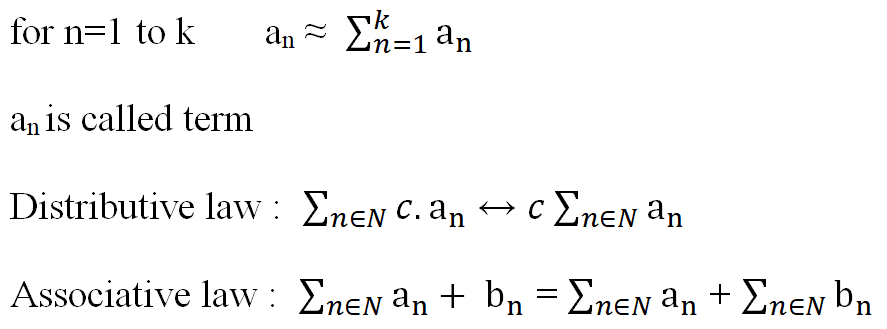 for n=1 to k aₙ ≈ ∑ₙ₌₁ᵏ aₙ
aₙ is called term
Distributive law : ∑ₙ∈N c. aₙ ↔ c ∑ₙ∈N aₙ
Associative law : ∑ₙ∈N aₙ + bₙ = ∑ₙ∈N aₙ + ∑ₙ∈N bₙ